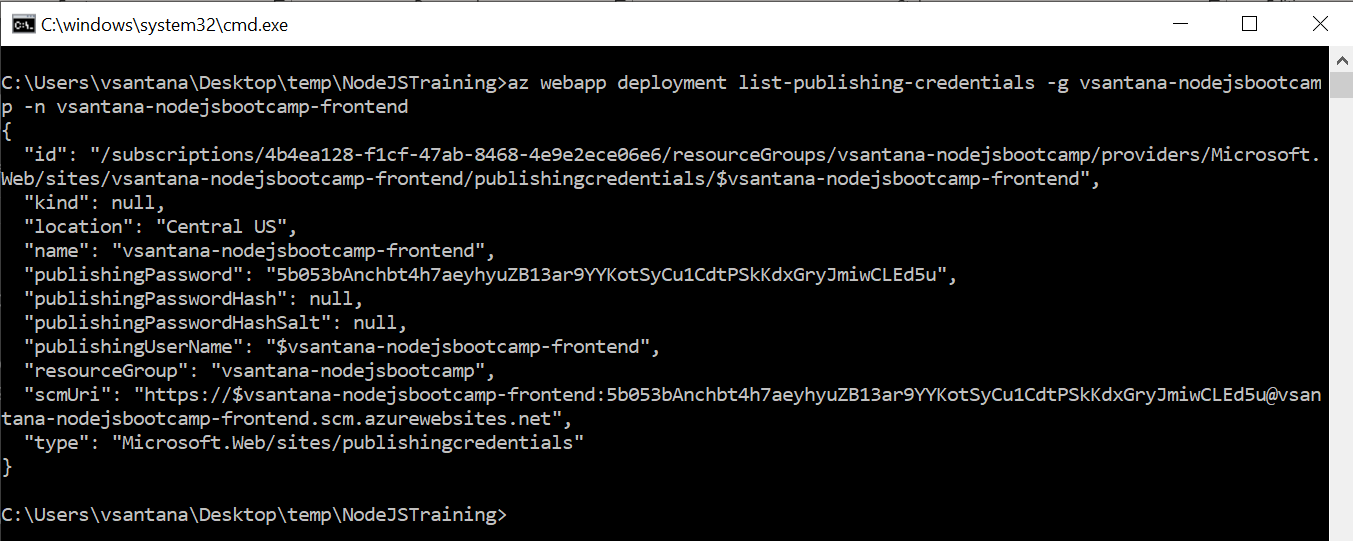 C:\windows\system32\cmd.exe
C:\Users\vsantana\Desktop\temp\NodeJSTraining>az webapp deployment list-publishing-credentials -g vsantana-nodejsbootcam
p -n vsantana-nodejsbootcamp-frontend
{
  "id": "/subscriptions/4b4ea128-f1cf-47ab-8468-4e9e2ece06e6/resourceGroups/vsantana-nodejsbootcamp/providers/Microsoft.
Web/sites/vsantana-nodejsbootcamp-frontend/publishingcredentials/$vsantana-nodejsbootcamp-frontend",
  "kind": null,
  "location": "Central US",
  "name": "vsantana-nodejsbootcamp-frontend",
  "publishingPassword": "5b053bAnchbt4h7aeyhyuZB13ar9YYKotSyCu1CdtPSkKdxGryJmiwCLEd5u",
  "publishingPasswordHash": null,
  "publishingPasswordHashSalt": null,
  "publishingUserName": "$vsantana-nodejsbootcamp-frontend",
  "resourceGroup": "vsantana-nodejsbootcamp",
  "scmUri": "https://$vsantana-nodejsbootcamp-frontend:5b053bAnchbt4h7aeyhyuZB13ar9YYKotSyCu1CdtPSkKdxGryJmiwCLEd5u@vsan
tana-nodejsbootcamp-frontend.scm.azurewebsites.net",
  "type": "Microsoft.Web/sites/publishingcredentials"
}
C:\Users\vsantana\Desktop\temp\NodeJSTraining>